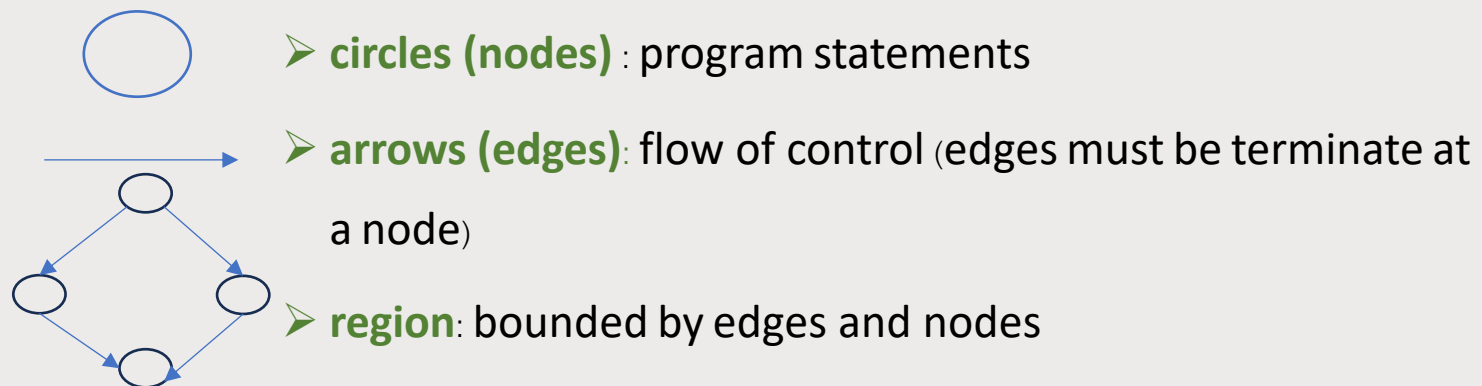 ➢ circles (nodes) : program statements
➢ arrows (edges): flow of control (edges must be terminate at
a node)
➢ region: bounded by edges and nodes